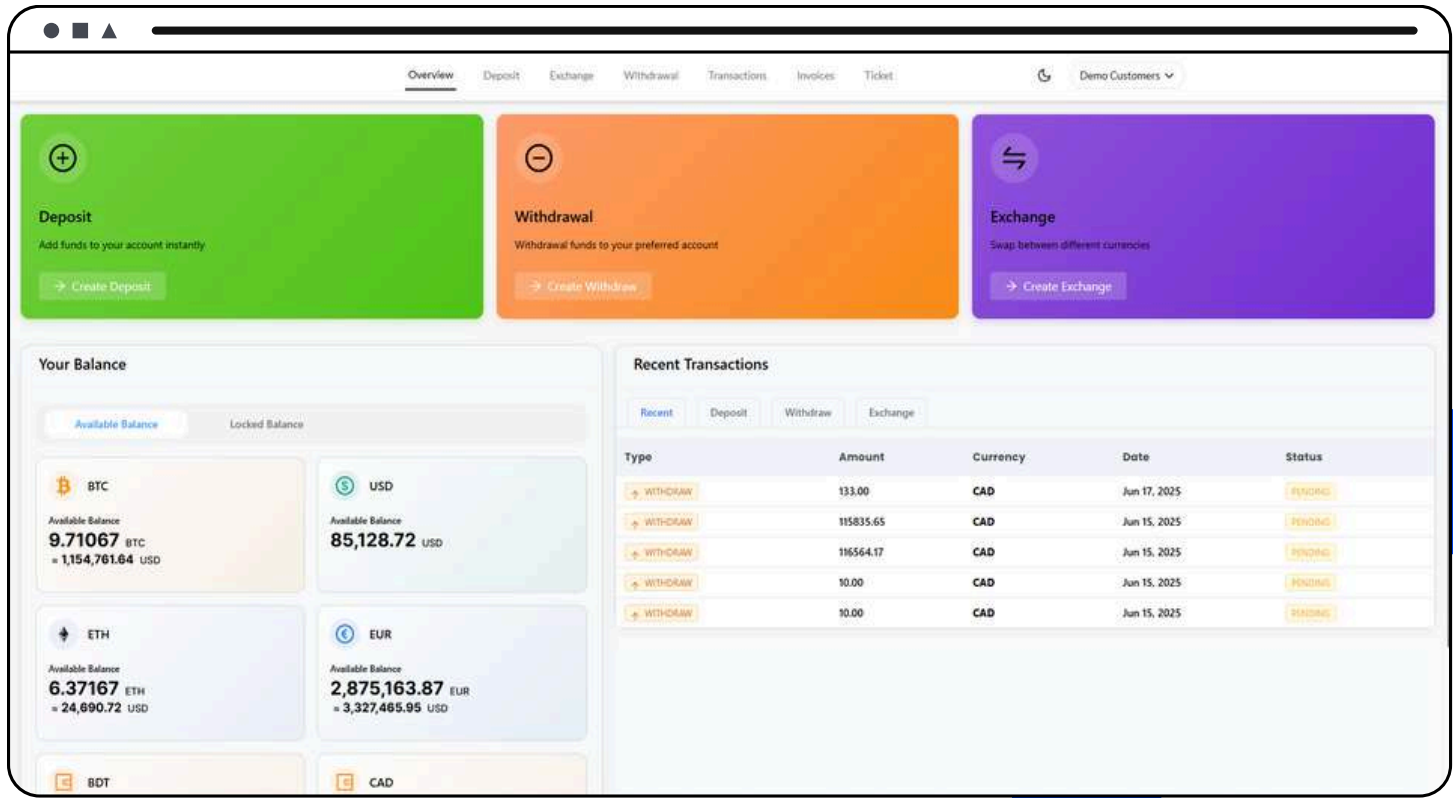 Overview Deposit Exchange Withdrawal Transactions Invoices Ticket Demo Customers
Deposit
Add funds to your account instantly
→ Create Deposit
Withdrawal
Withdrawal funds to your preferred account
→ Create Withdraw
Exchange
Swap between different currencies
→ Create Exchange
Your Balance
Available Balance Locked Balance
BTC
Available Balance
9.71067 BTC
≈ 1,154,761.64 USD
USD
Available Balance
85,128.72 USD
ETH
Available Balance
6.37167 ETH
≈ 24,690.72 USD
EUR
Available Balance
2,875,163.87 EUR
≈ 3,327,465.95 USD
BDT
CAD
Recent Transactions
Recent Deposit Withdraw Exchange
Type Amount Currency Date Status
WITHDRAW 133.00 CAD Jun 17, 2025 PENDING
WITHDRAW 115835.65 CAD Jun 15, 2025 PENDING
WITHDRAW 116564.17 CAD Jun 15, 2025 PENDING
WITHDRAW 10.00 CAD Jun 15, 2025 PENDING
WITHDRAW 10.00 CAD Jun 15, 2025 PENDING